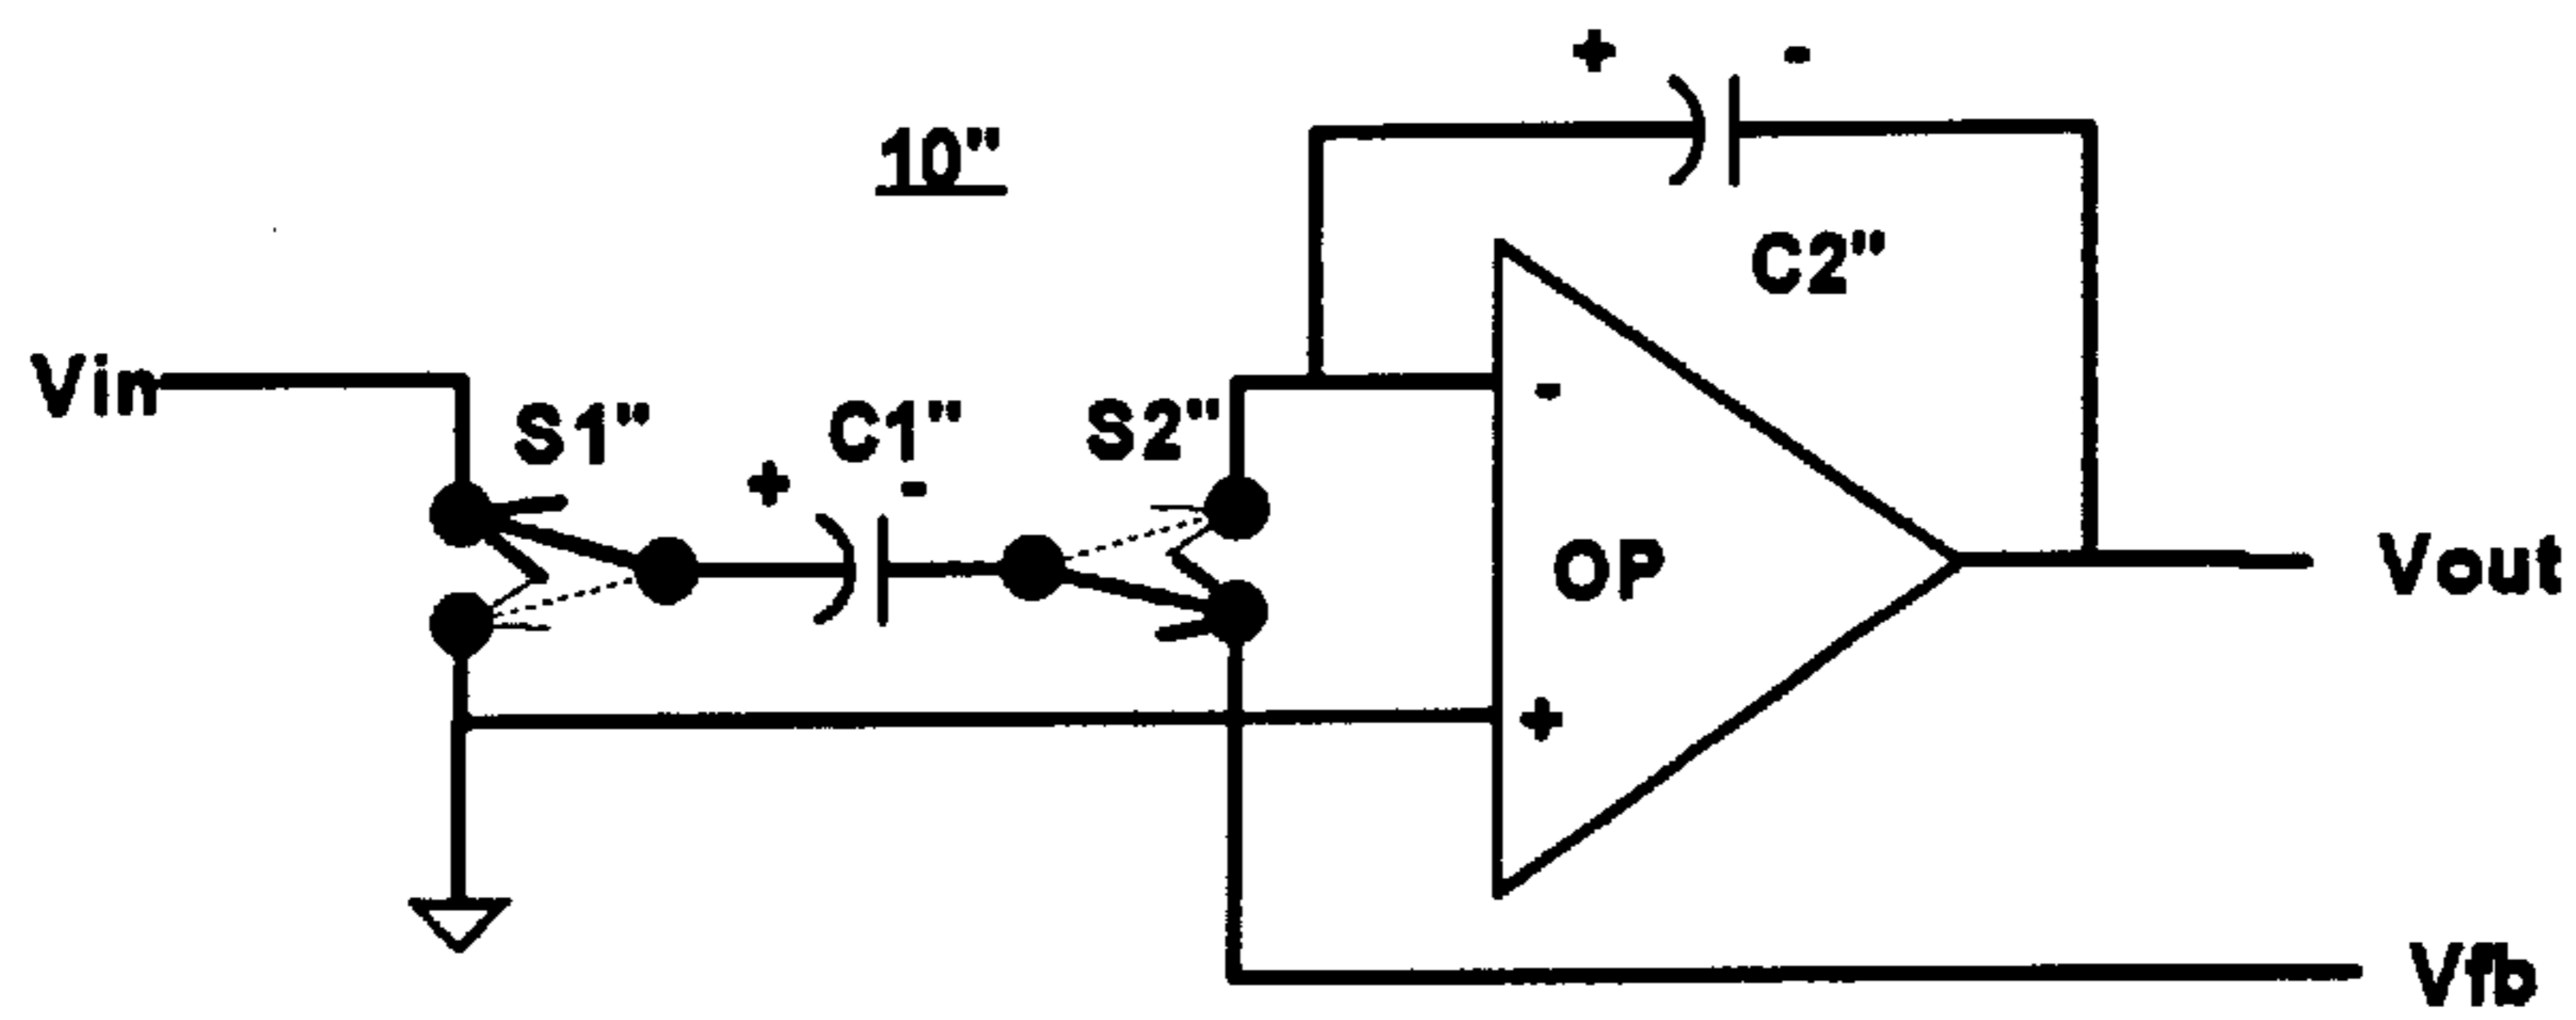 + -
10"
C2"
Vin
S1"
C1"
S2"
+ -
-
OP
Vout
+
Vfb